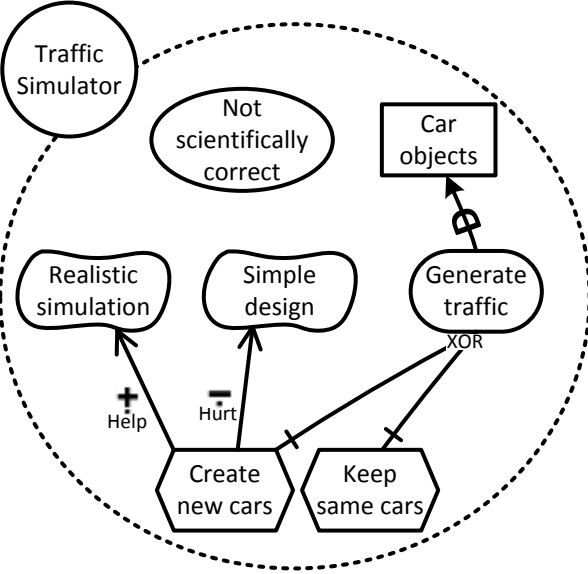 Traffic
Simulator
Not
scientifically
correct
Car
objects
D
Realistic
simulation
Simple
design
Generate
traffic
XOR
Help
Hurt
Create
new cars
Keep
same cars